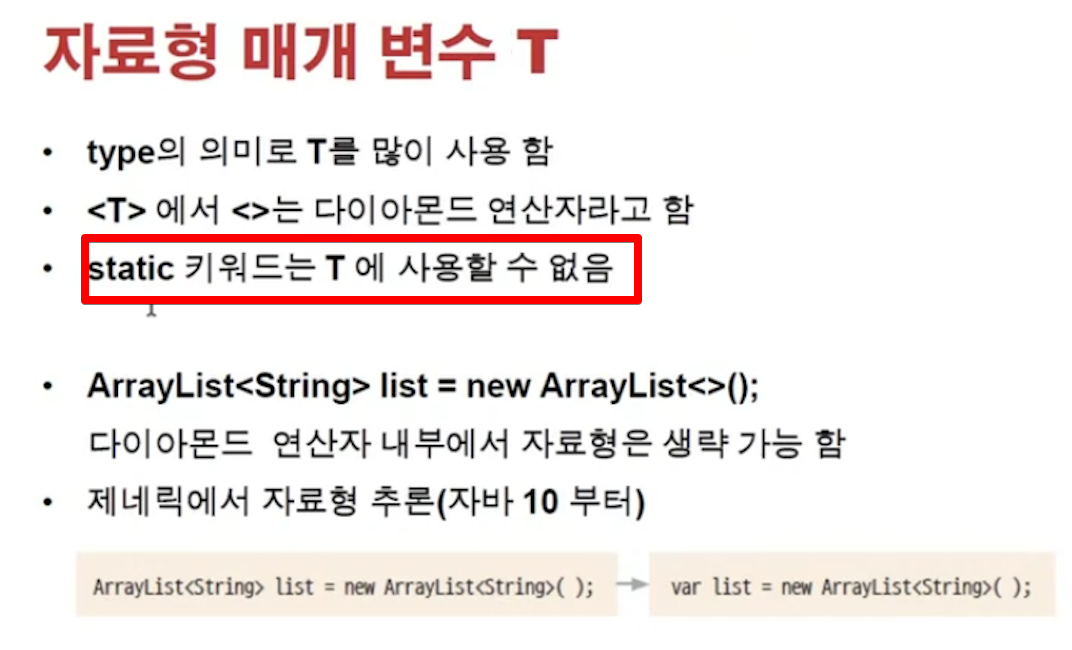 자료형 매개 변수 T
• type의 의미로 T를 많이 사용 함
• <T> 에서 <>는 다이아몬드 연산자라고 함
• static 키워드는 T 에 사용할 수 없음
• ArrayList<String> list = new ArrayList<>();
다이아몬드 연산자 내부에서 자료형은 생략 가능 함
• 제네릭에서 자료형 추론(자바 10 부터)
ArrayList<String> list = new ArrayList<String>( );
var list = new ArrayList<String>( );